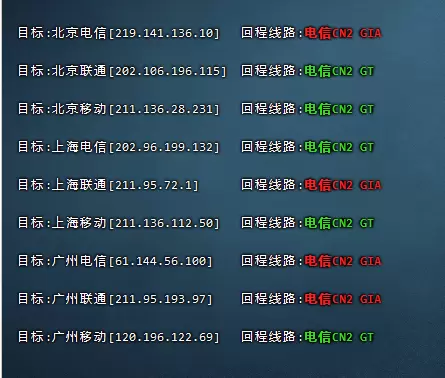 目标:北京电信[219.141.136.10] 回程线路:电信CN2 GIA
目标:北京联通[202.106.196.115] 回程线路:电信CN2 GT
目标:北京移动[211.136.28.231] 回程线路:电信CN2 GT
目标:上海电信[202.96.199.132] 回程线路:电信CN2 GT
目标:上海联通[211.95.72.1] 回程线路:电信CN2 GIA
目标:上海移动[211.136.112.50] 回程线路:电信CN2 GT
目标:广州电信[61.144.56.100] 回程线路:电信CN2 GIA
目标:广州联通[211.95.193.97] 回程线路:电信CN2 GIA
目标:广州移动[120.196.122.69] 回程线路:电信CN2 GT